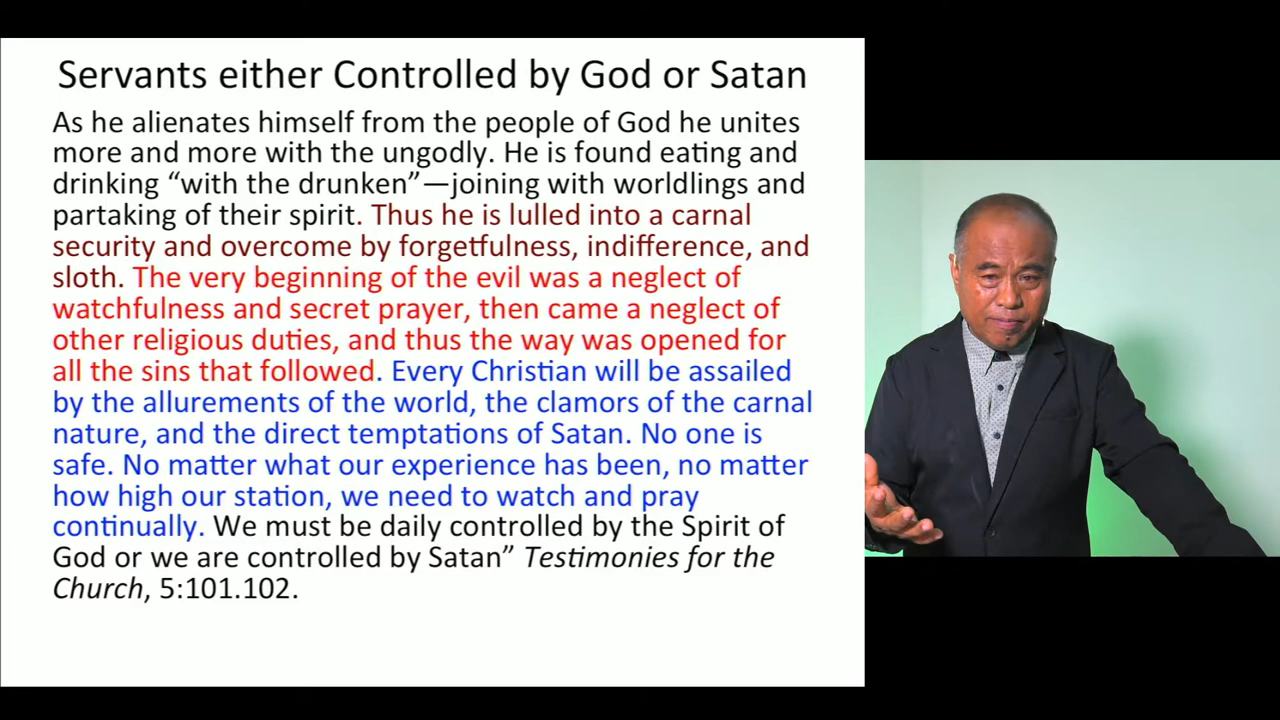 Servants either Controlled by God or Satan
As he alienates himself from the people of God he unites
more and more with the ungodly. He is found eating and
drinking “with the drunken”—joining with worldlings and
partaking of their spirit. Thus he is lulled into a carnal
security and overcome by forgetfulness, indifference, and
sloth. The very beginning of the evil was a neglect of
watchfulness and secret prayer, then came a neglect of
other religious duties, and thus the way was opened for
all the sins that followed. Every Christian will be assailed
by the allurements of the world, the clamors of the carnal
nature, and the direct temptations of Satan. No one is
safe. No matter what our experience has been, no matter
how high our station, we need to watch and pray
continually. We must be daily controlled by the Spirit of
God or we are controlled by Satan” Testimonies for the
Church, 5:101.102.